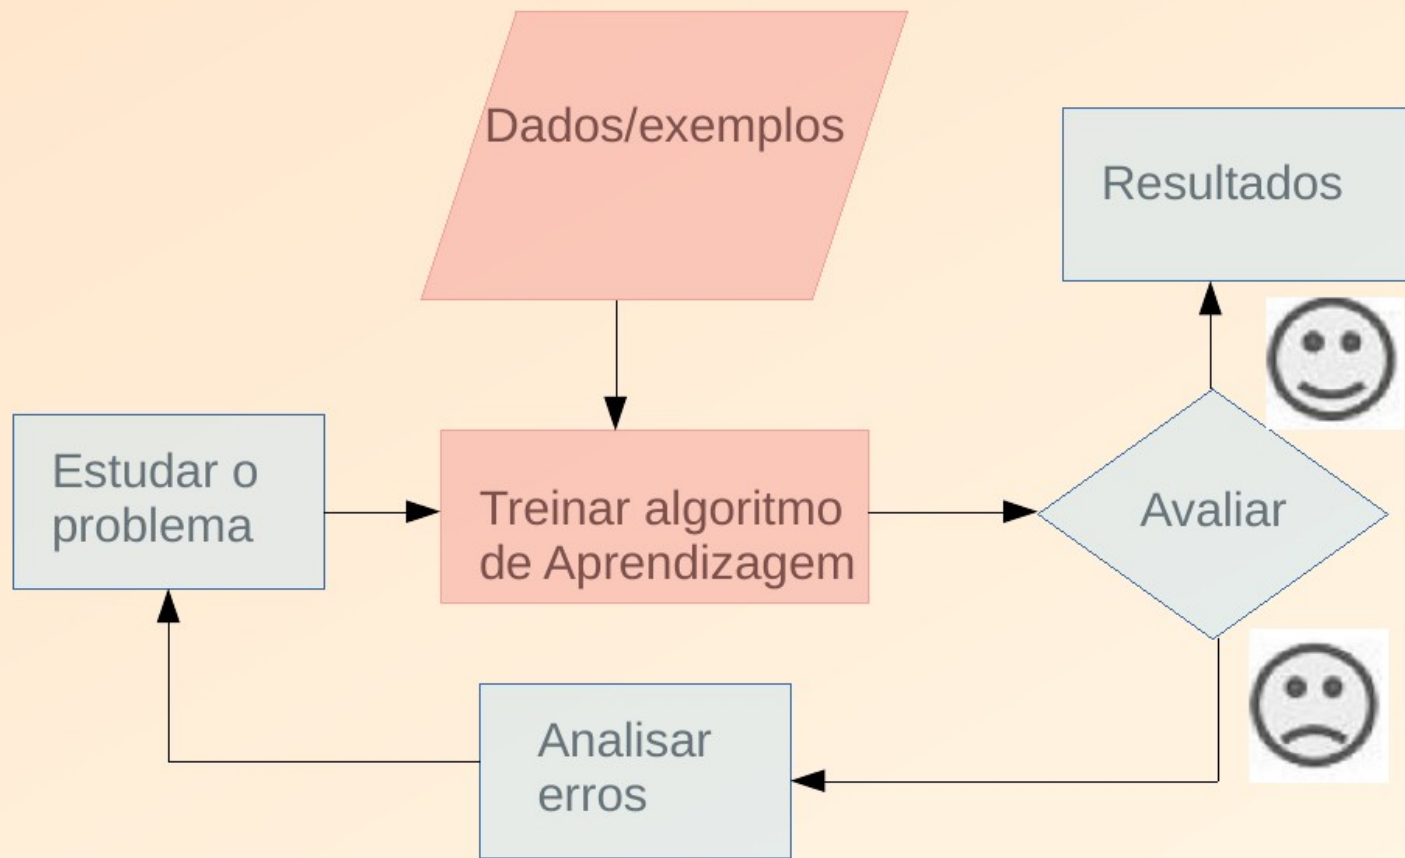 Dados/exemplos
Resultados
Estudar o
problema
Treinar algoritmo
de Aprendizagem
Avaliar
Analisar
erros